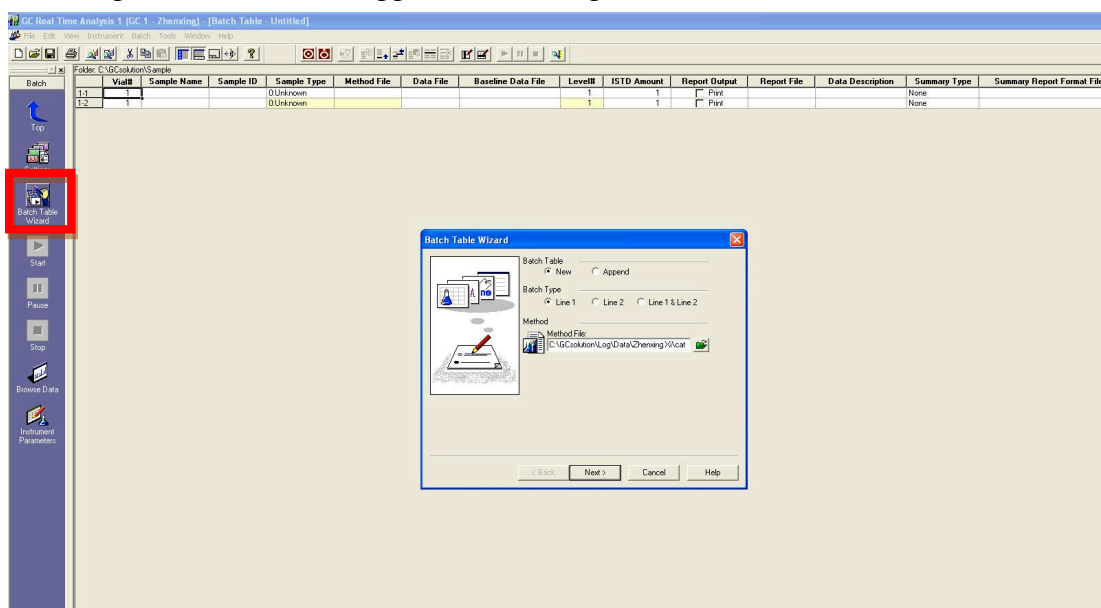 GC Real Time Analysis 1 (GC 1 - Zhenxing) - [Batch Table - Untitled]
File Edit View Instrument Batch Tools Window Help
Folder: C:\GCsolution\Sample
Batch
Vial# Sample Name Sample ID Sample Type Method File Data File Baseline Data File Level# ISTD Amount Report Output Report File Data Description Summary Type Summary Report Format File
1-1 1 0:Unknown 1 1 Print None
1-2 1 0:Unknown 1 1 Print None
Top
Batch Table
Wizard
Start
Pause
Stop
Browse Data
Instrument
Parameters
Batch Table Wizard
Batch Table
New Append
Batch Type
Line 1 Line 2 Line 1 & Line 2
Method
Method File:
C:\GCsolution\Log\Data\Zhenxing Xi\cat
< Back Next > Cancel Help